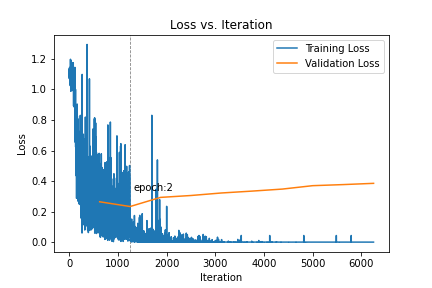 Loss vs. Iteration
Training Loss
Validation Loss
epoch:2
Loss
1.2
1.0
0.8
0.6
0.4
0.2
0.0
0 1000 2000 3000 4000 5000 6000
Iteration